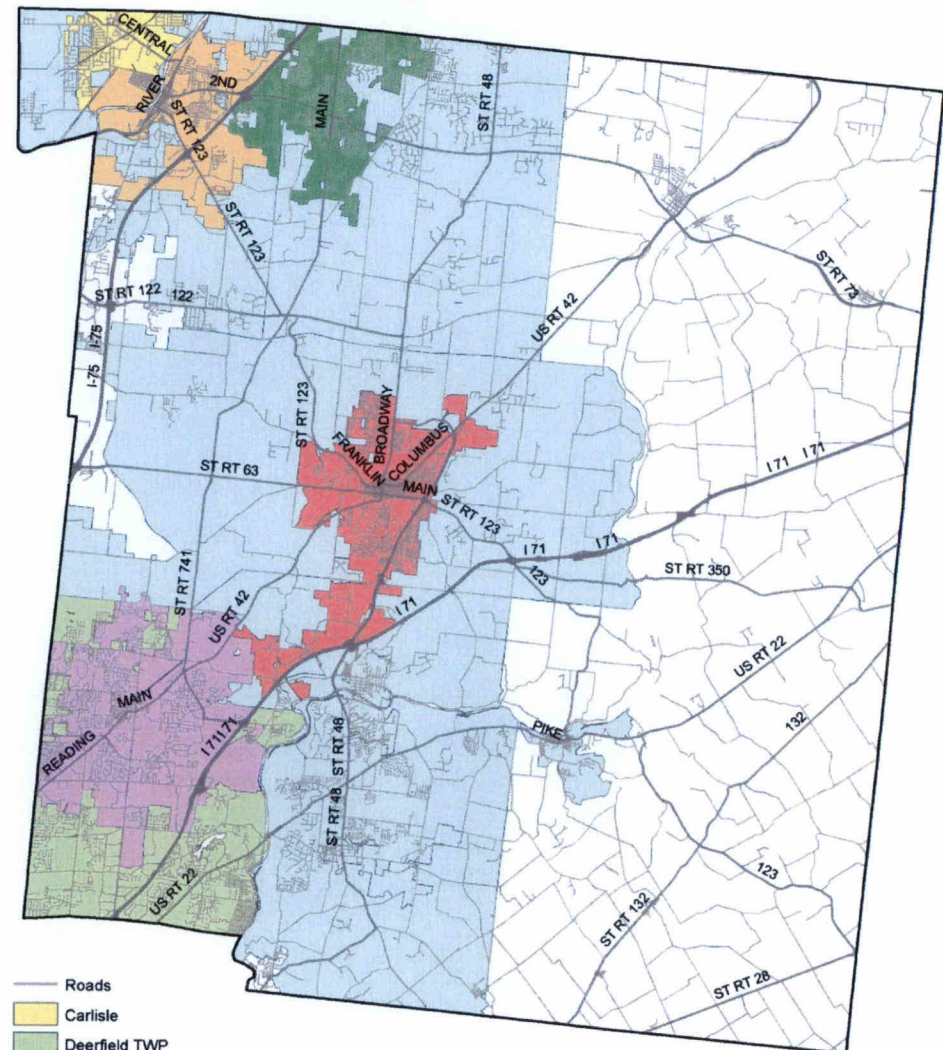 CENTRAL
2ND
RIVER
MAIN
ST RT 48
ST RT 123
ST RT 123
ST RT 73
ST RT 122
122
US RT 42
I-75
I-75
ST RT 123
BROADWAY
FRANKLIN
COLUMBUS
I 71
I 71
ST RT 63
MAIN
ST RT 123
I 71
I 71
123
ST RT 350
ST RT 741
US RT 42
I 71
US RT 22
MAIN
132
READING
I 71
I 71
ST RT 48
PIKE
ST RT 48
US RT 22
123
ST RT 132
ST RT 28
Roads
Carlisle
Deerfield TWP